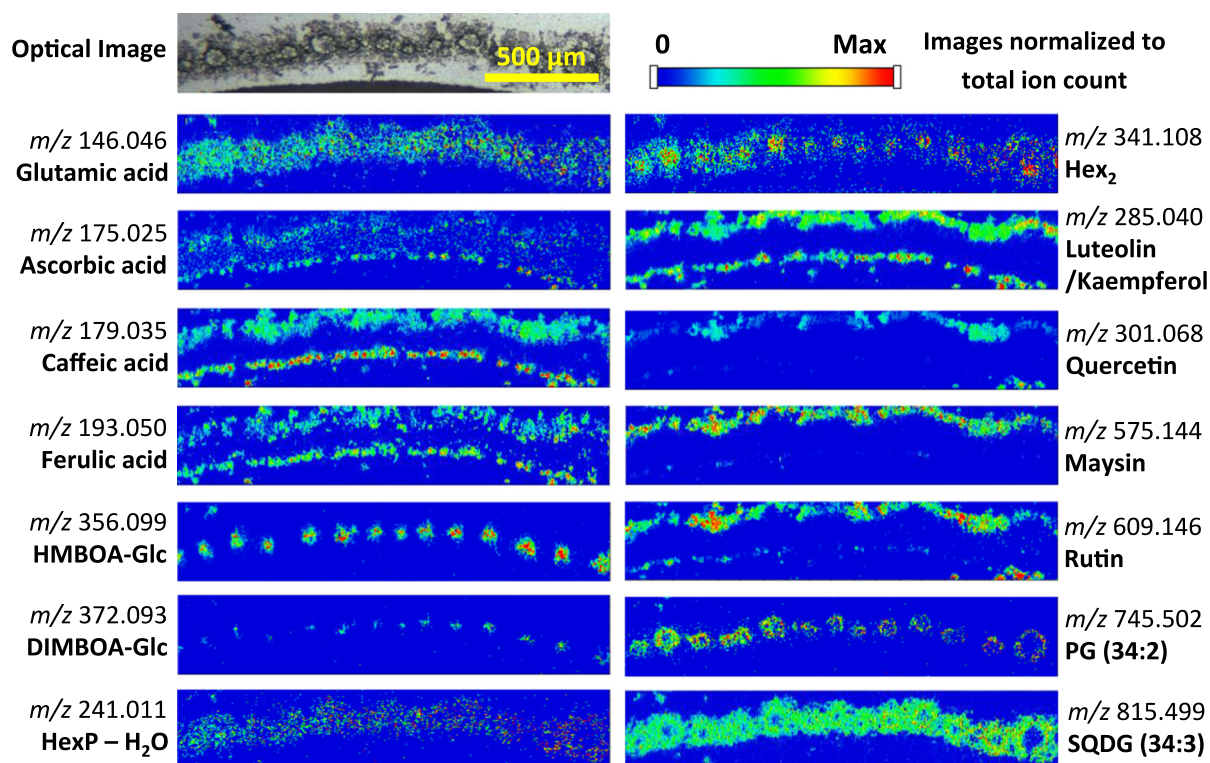 Optical Image
500 µm
0 Max
Images normalized to
total ion count
m/z 146.046
Glutamic acid
m/z 175.025
Ascorbic acid
m/z 179.035
Caffeic acid
m/z 193.050
Ferulic acid
m/z 356.099
HMBOA-Glc
m/z 372.093
DIMBOA-Glc
m/z 241.011
HexP – H₂O
m/z 341.108
Hex₂
m/z 285.040
Luteolin
/Kaempferol
m/z 301.068
Quercetin
m/z 575.144
Maysin
m/z 609.146
Rutin
m/z 745.502
PG (34:2)
m/z 815.499
SQDG (34:3)